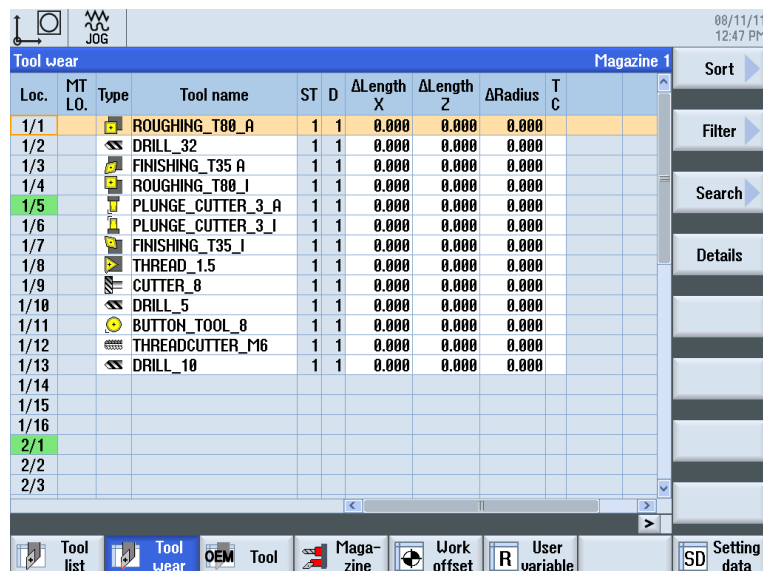 JOG
08/11/11
12:47 PM
Tool wear Magazine 1
Loc. MT LO. Type Tool name ST D ΔLength X ΔLength Z ΔRadius T C
1/1 ROUGHING_T80_A 1 1 0.000 0.000 0.000
1/2 DRILL_32 1 1 0.000 0.000 0.000
1/3 FINISHING_T35 A 1 1 0.000 0.000 0.000
1/4 ROUGHING_T80_I 1 1 0.000 0.000 0.000
1/5 PLUNGE_CUTTER_3_A 1 1 0.000 0.000 0.000
1/6 PLUNGE_CUTTER_3_I 1 1 0.000 0.000 0.000
1/7 FINISHING_T35_I 1 1 0.000 0.000 0.000
1/8 THREAD_1.5 1 1 0.000 0.000 0.000
1/9 CUTTER_8 1 1 0.000 0.000 0.000
1/10 DRILL_5 1 1 0.000 0.000 0.000
1/11 BUTTON_TOOL_8 1 1 0.000 0.000 0.000
1/12 THREADCUTTER_M6 1 1 0.000 0.000 0.000
1/13 DRILL_10 1 1 0.000 0.000 0.000
1/14
1/15
1/16
2/1
2/2
2/3
Sort
Filter
Search
Details
>
Tool list
Tool wear
OEM Tool
Maga-
zine
Work offset
R User variable
SD Setting data